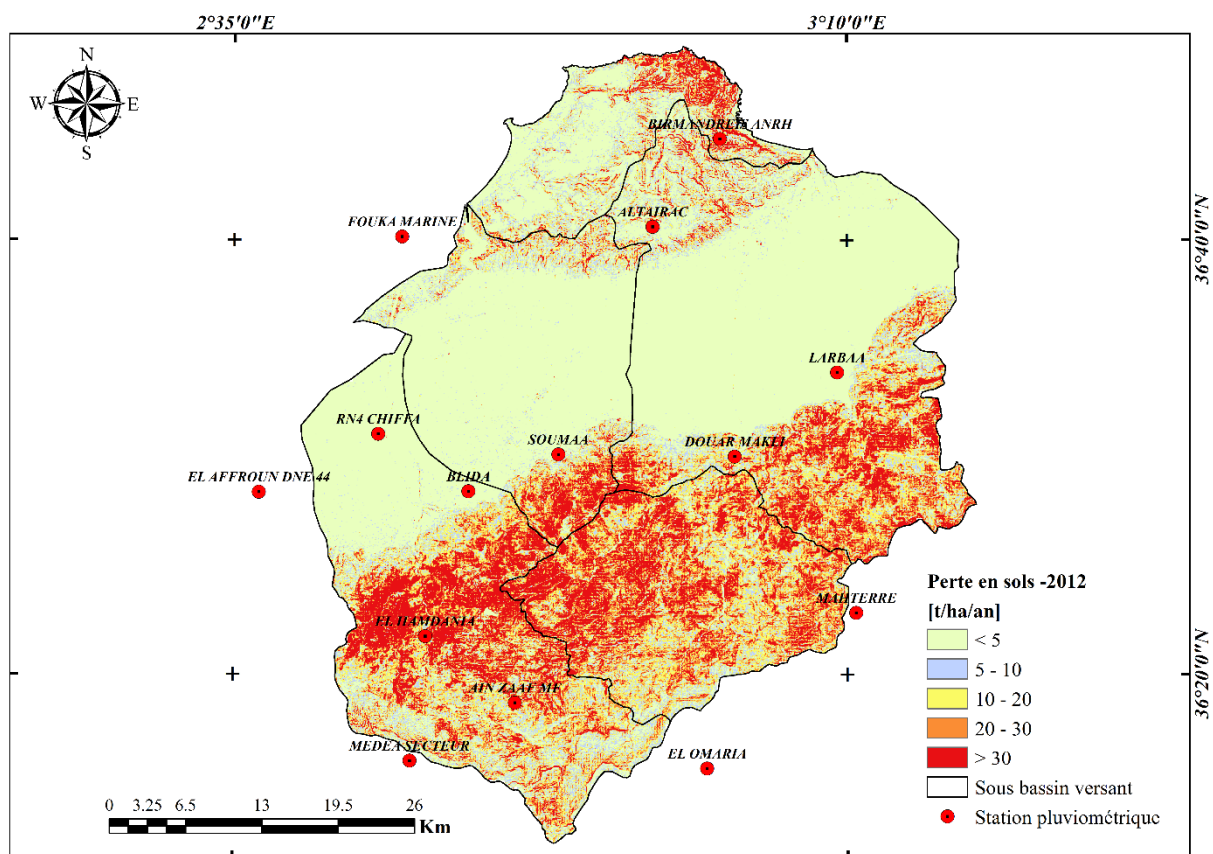 2°35'0"E
3°10'0"E
N
W
E
S
BIRMANDREIS ANRH
ALTAIRAC
FOUKA MARINE
36°40'0"N
LARBAA
RN4 CHIFFA
SOUMAA
DOUAR MAKFI
EL AFFROUN DNE 44
BLIDA
Perte en sols -2012
[t/ha/an]
MAHTERRE
< 5
EL HAMDANIA
5 - 10
36°20'0"N
10 - 20
AIN ZAAF MF
20 - 30
MEDEA SECTEUR
EL OMARIA
> 30
Sous bassin versant
0 3.25 6.5 13 19.5 26
Km
Station pluviométrique